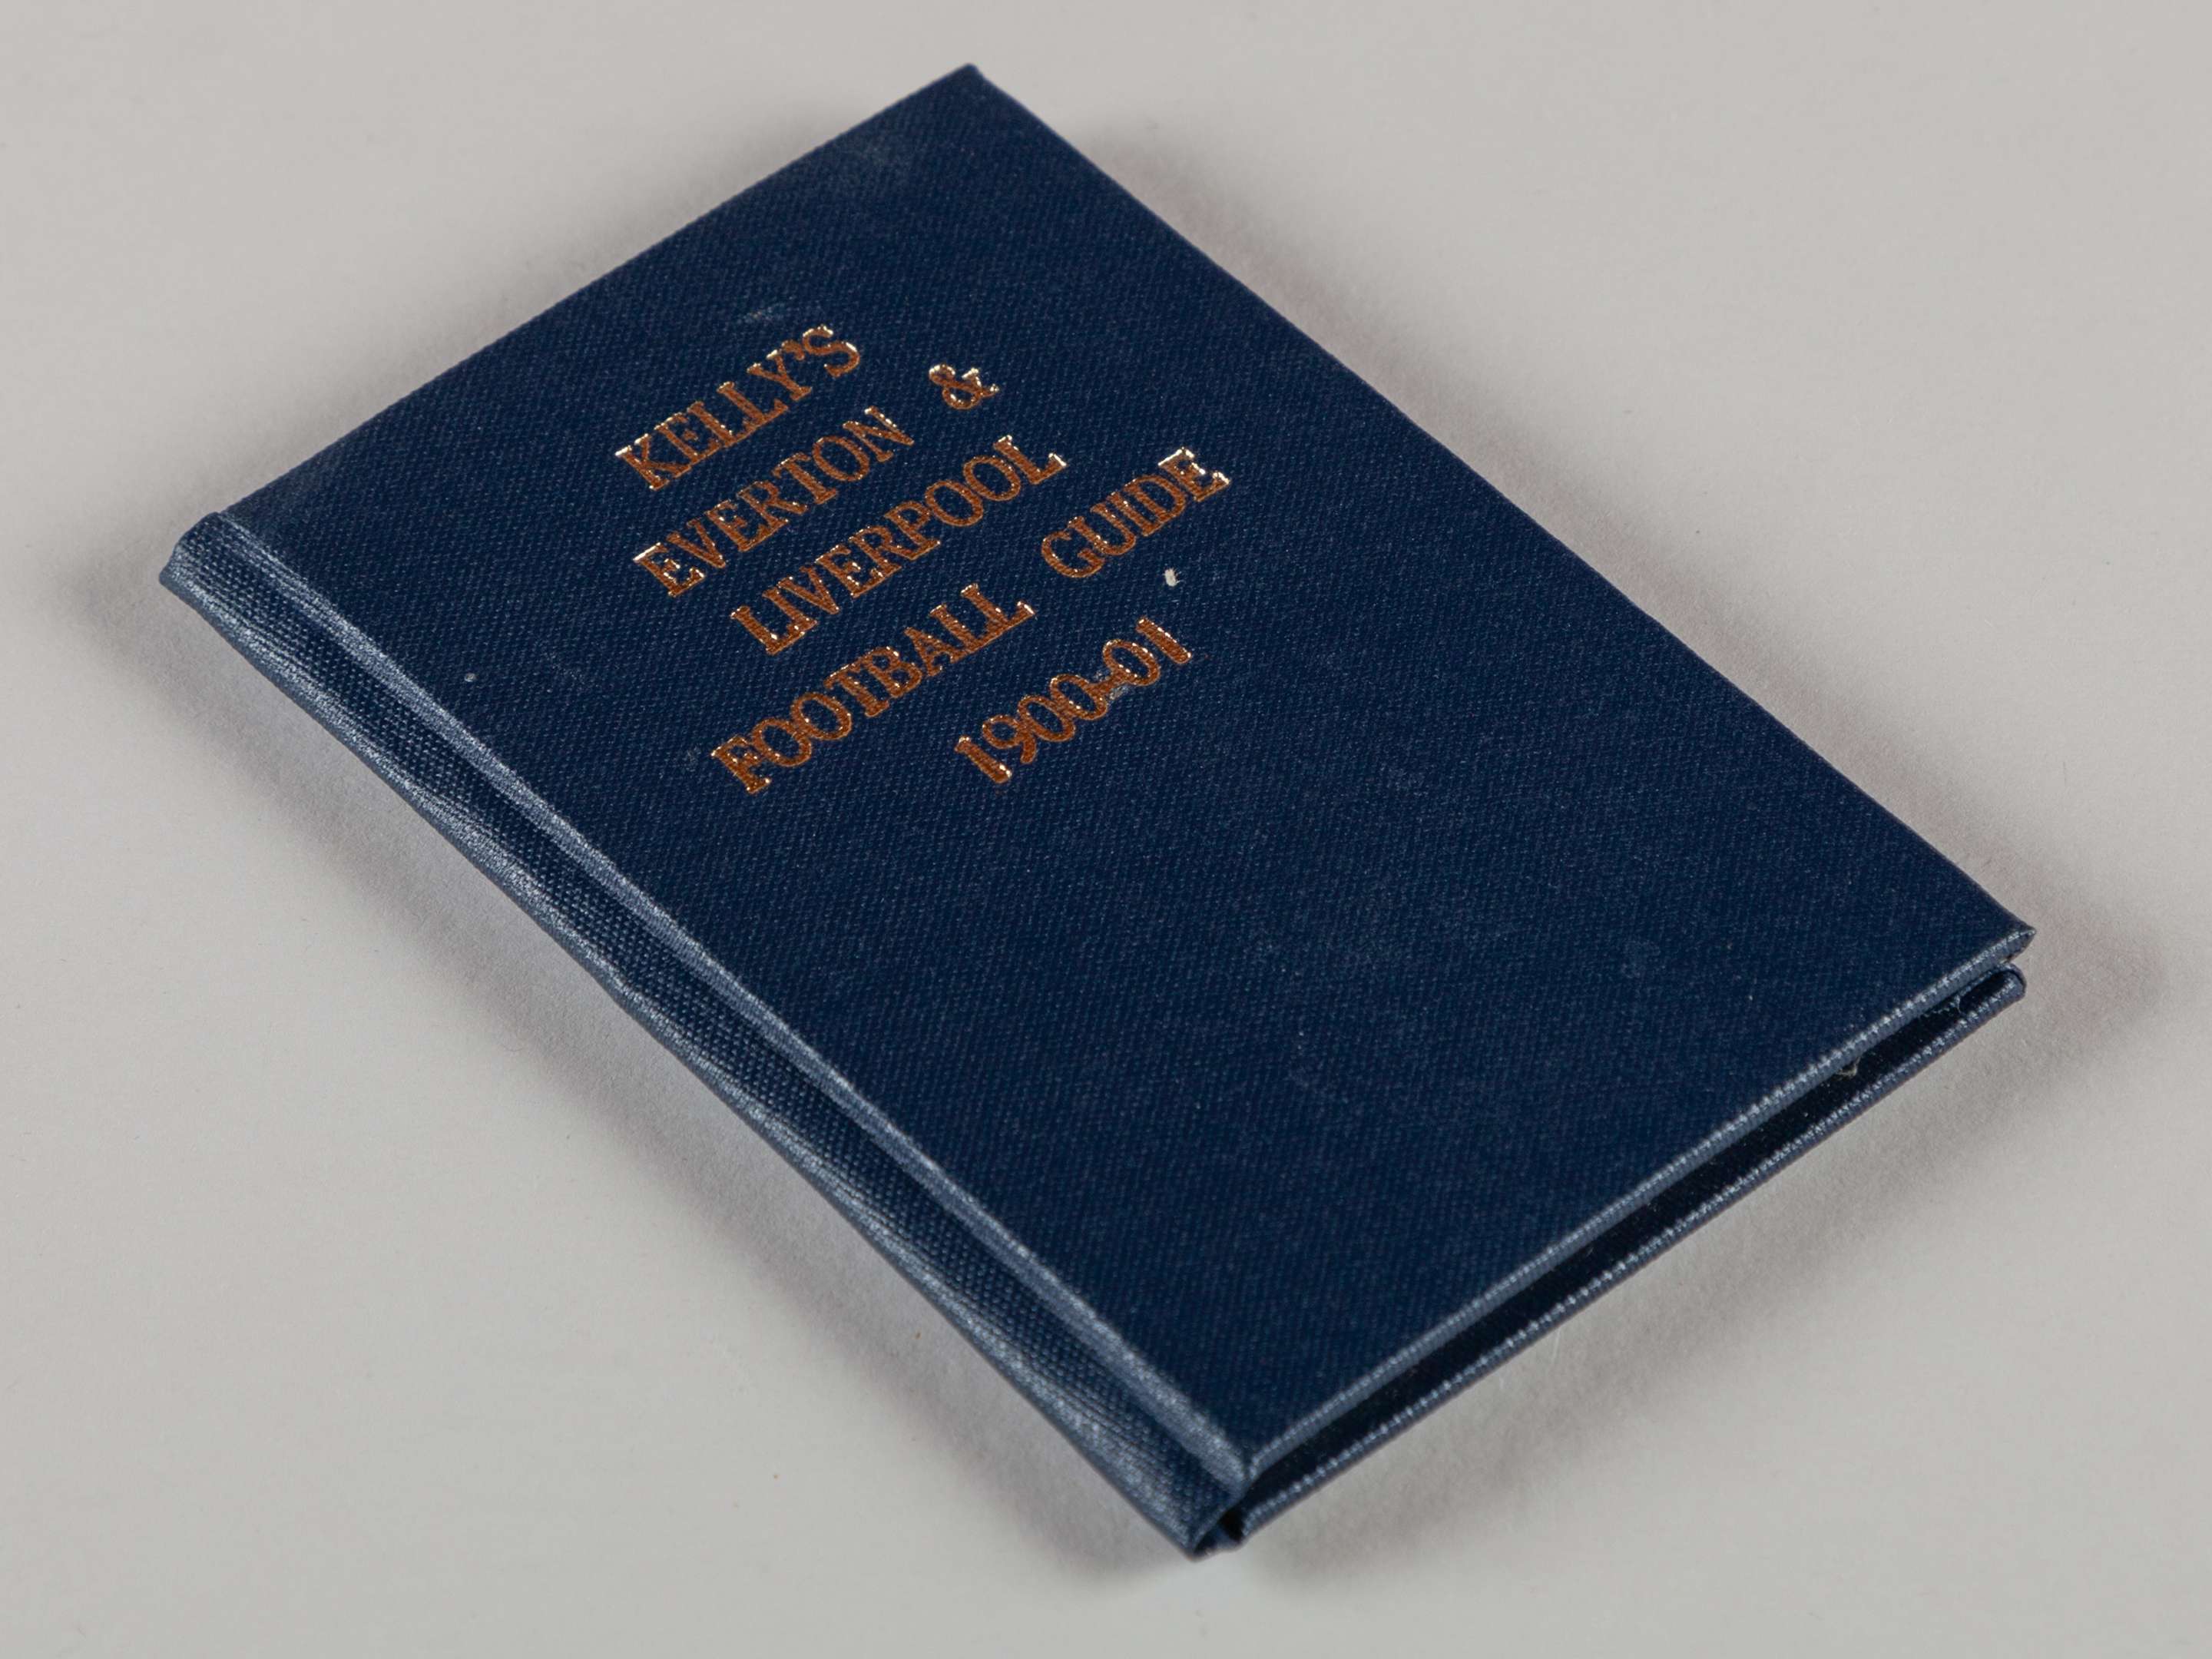 KELLY'S
EVERTON &
LIVERPOOL
FOOTBALL GUIDE
1900-01